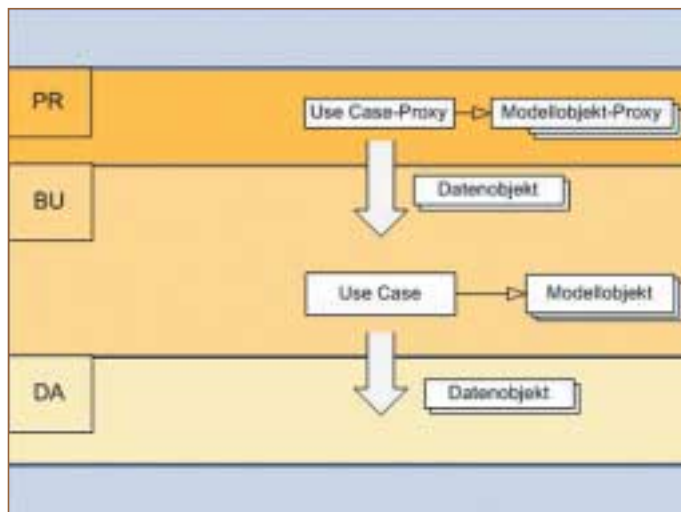 PR
Use Case-Proxy
Modellobjekt-Proxy
BU
Datenobjekt
Use Case
Modellobjekt
DA
Datenobjekt